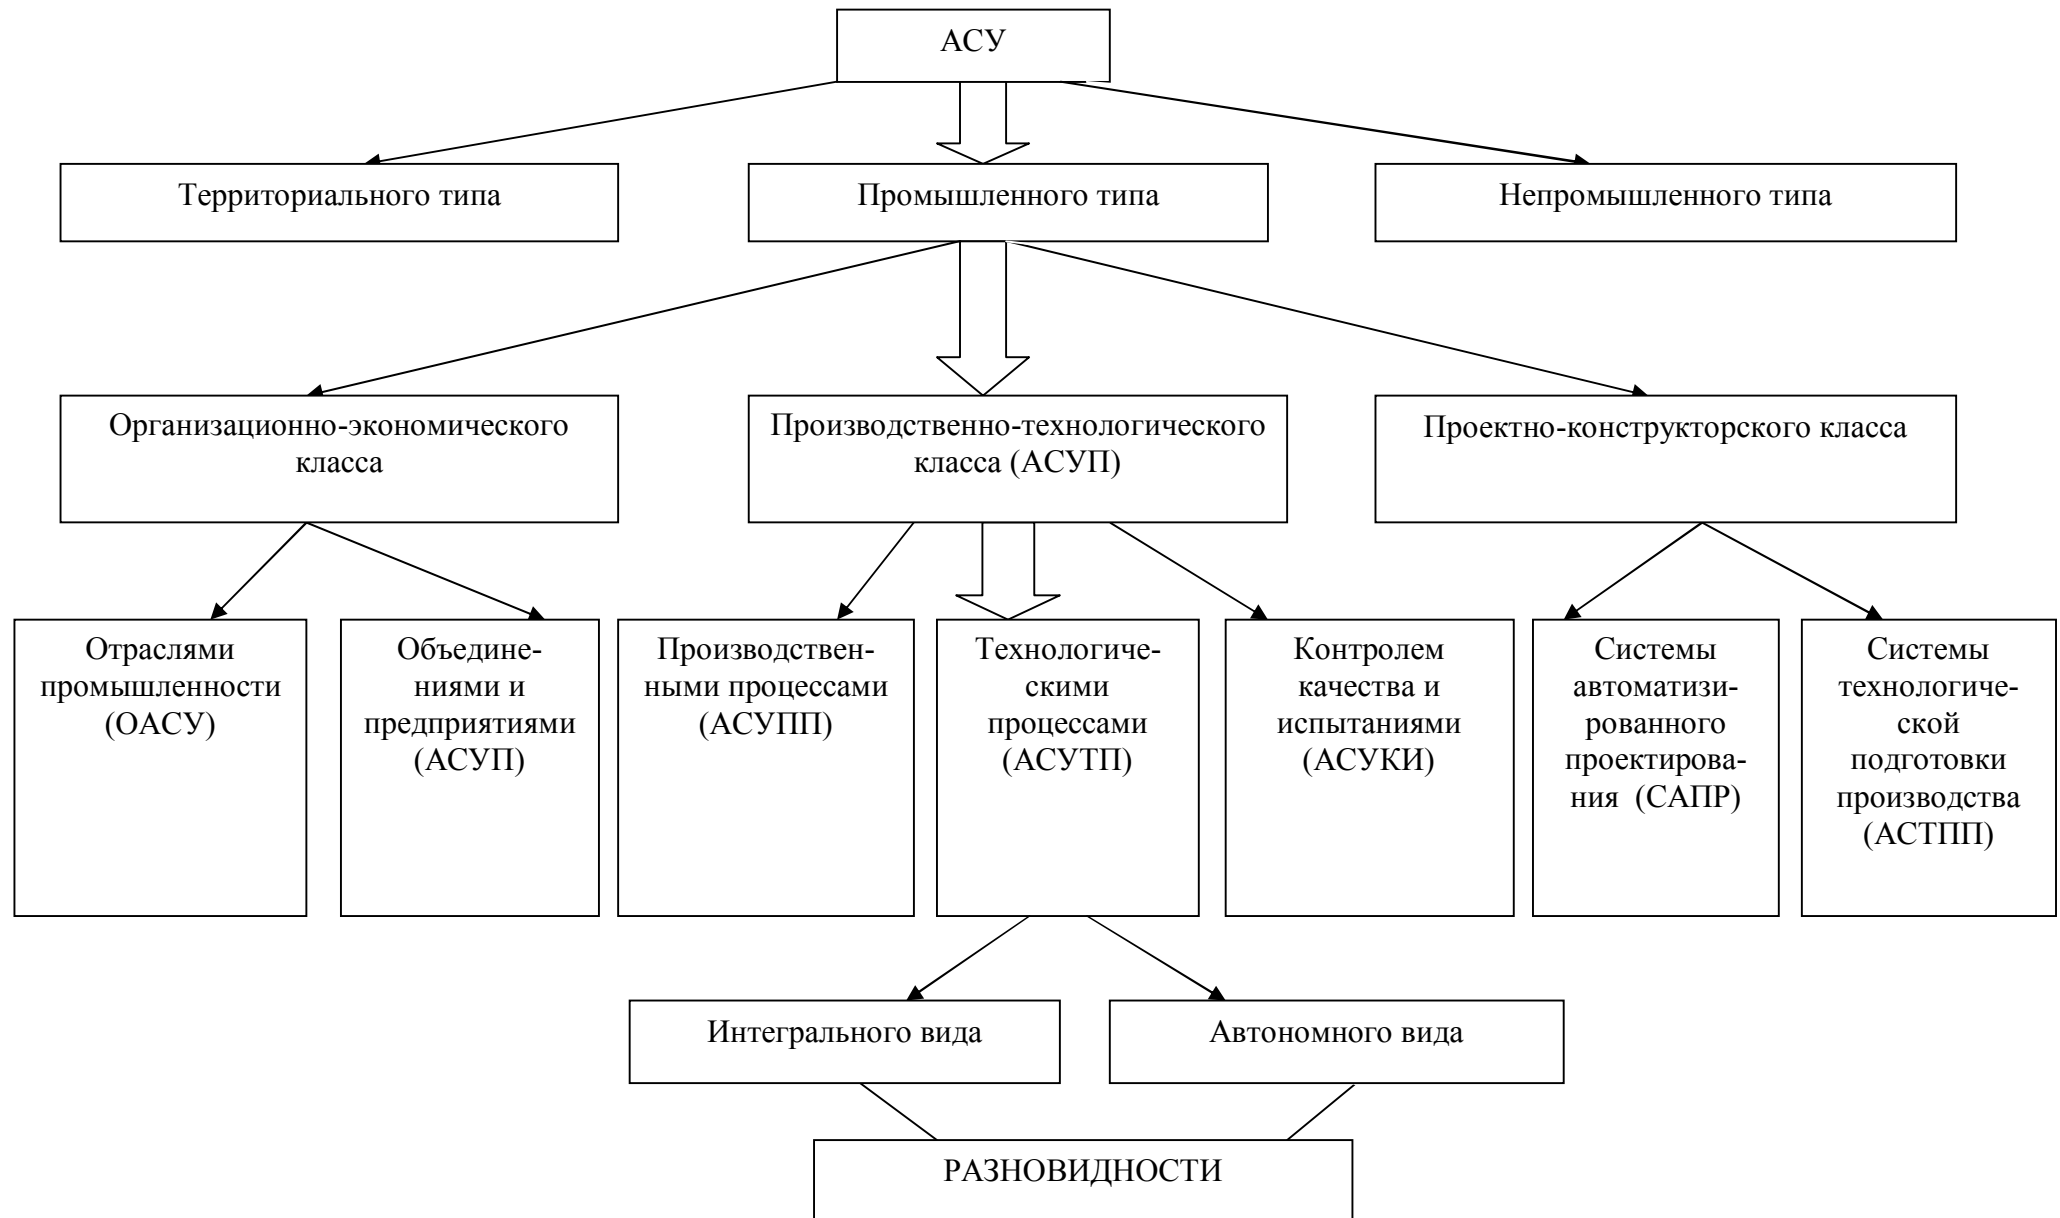 АСУ
Территориального типа
Промышленного типа
Непромышленного типа
Организационно-экономического
класса
Производственно-технологического
класса (АСУП)
Проектно-конструкторского класса
Отраслями
промышленности
(ОАСУ)
Объедине-
ниями и
предприятиями
(АСУП)
Производствен-
ными процессами
(АСУПП)
Технологиче-
скими
процессами
(АСУТП)
Контролем
качества и
испытаниями
(АСУКИ)
Системы
автоматизи-
рованного
проектирова-
ния (САПР)
Системы
технологиче-
ской
подготовки
производства
(АСТПП)
Интегрального вида
Автономного вида
РАЗНОВИДНОСТИ